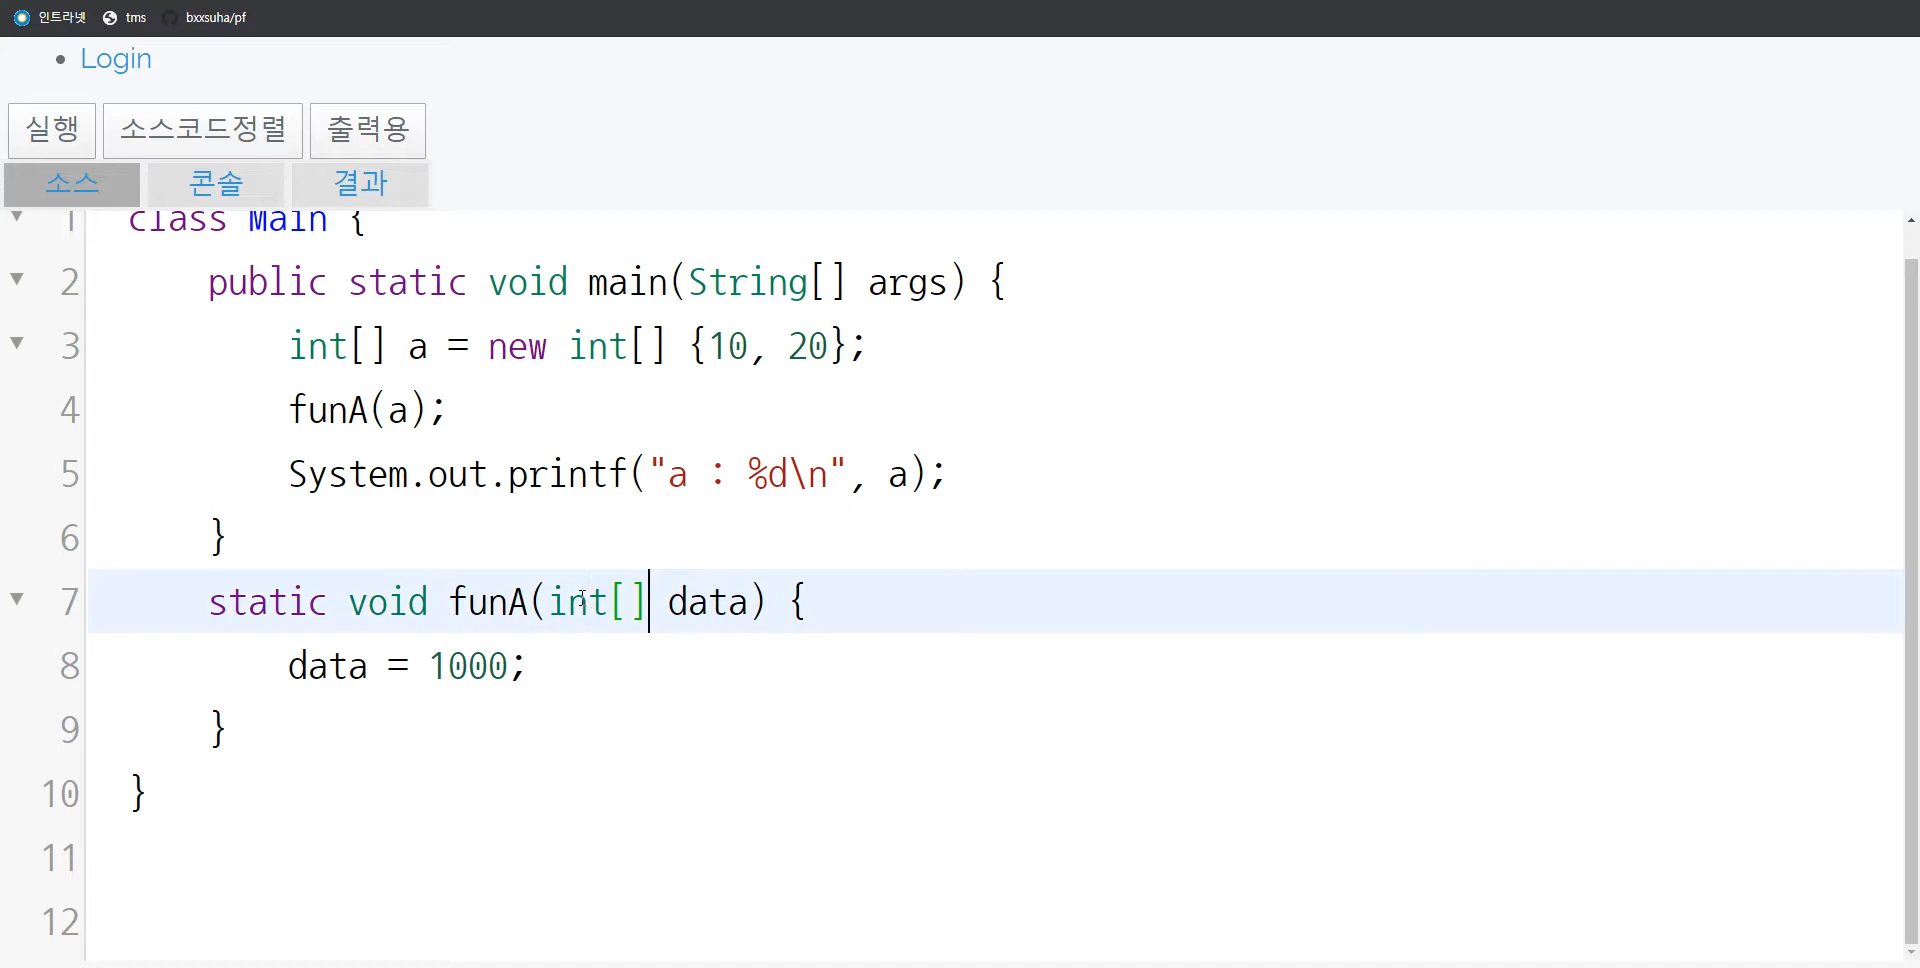 인트라넷 tms bxxsuha/pf
Login
실행 소스코드정렬 출력용
소스 콘솔 결과
1 class Main {
2 public static void main(String[] args) {
3 int[] a = new int[] {10, 20};
4 funA(a);
5 System.out.printf("a : %d\n", a);
6 }
7 static void funA(int[] data) {
8 data = 1000;
9 }
10 }
11
12